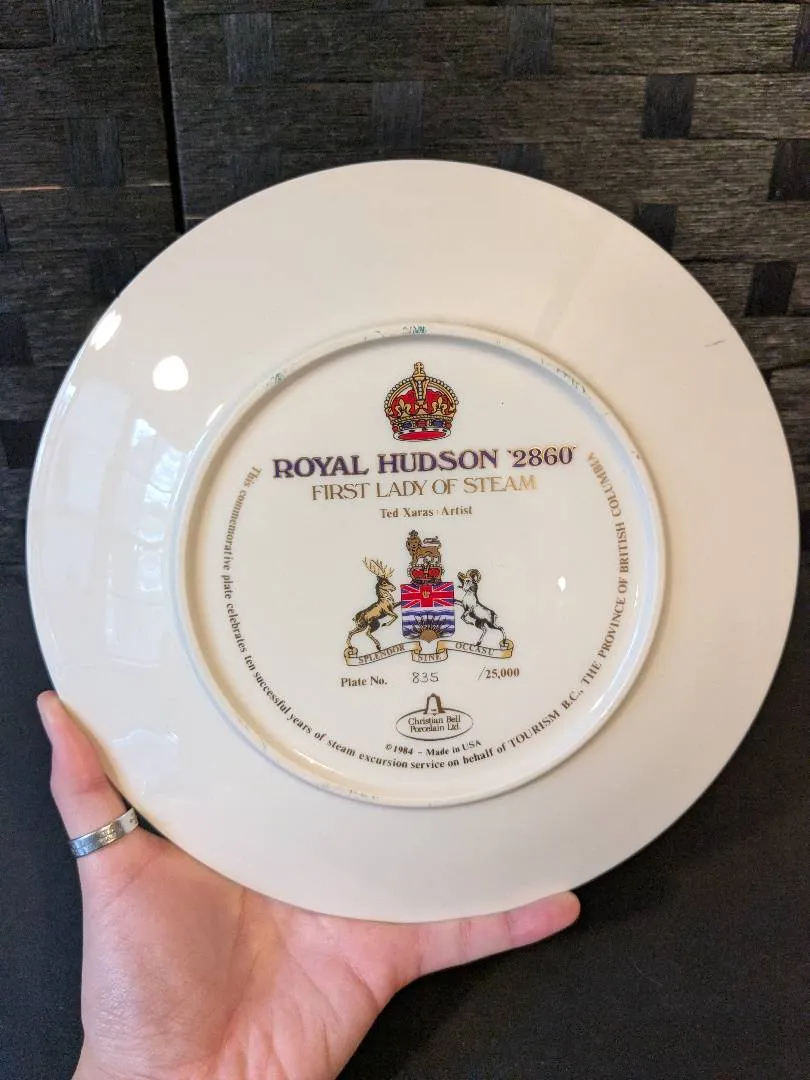 ROYAL HUDSON '2860'
FIRST LADY OF STEAM
Ted Xaras · Artist
SPLENDOR SINE OCCASU
Plate No. 835 /25,000
Christian Bell
Porcelain Ltd.
©1984 - Made in USA
This commemorative plate celebrates ten successful years of steam excursion service on behalf of TOURISM B.C., THE PROVINCE OF BRITISH COLUMBIA